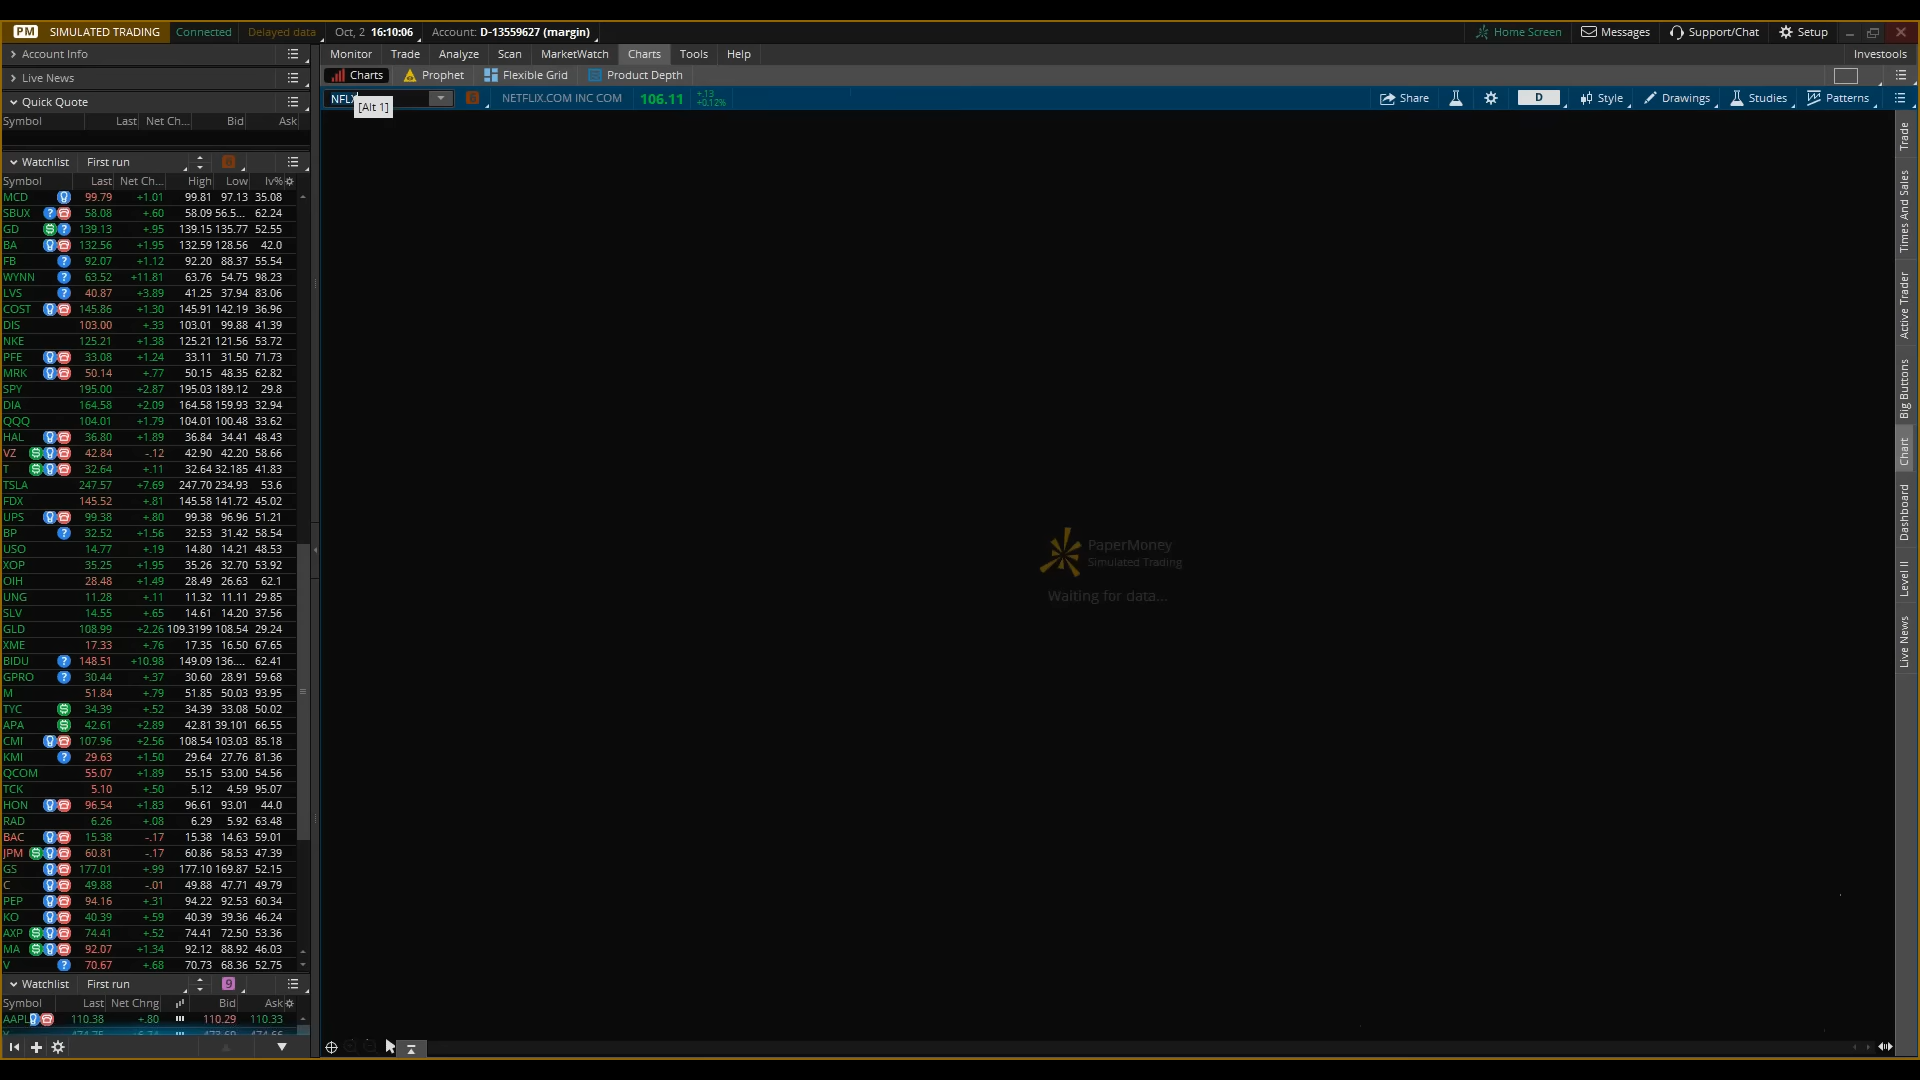 PM SIMULATED TRADING Connected Delayed data Oct, 2 16:10:06 Account: D-13559627 (margin) Home Screen Messages Support/Chat Setup
Account Info
Monitor Trade Analyze Scan MarketWatch Charts Tools Help Investools
Live News
Charts Prophet Flexible Grid Product Depth
Quick Quote
NFLX [Alt 1] 6 NETFLIX.COM INC COM 106.11 +.13 +0.12% Share D Style Drawings Studies Patterns
Symbol Last Net Ch... Bid Ask
Watchlist First run 6
Symbol Last Net Ch... High Low Iv%
MCD 99.79 +1.01 99.81 97.13 35.08
SBUX 58.08 +.60 58.09 56.5... 62.24
GD 139.13 +.95 139.15 135.77 52.55
BA 132.56 +1.95 132.59 128.56 42.0
FB 92.07 +1.12 92.20 88.37 55.54
WYNN 63.52 +11.81 63.76 54.75 98.23
LVS 40.87 +3.89 41.25 37.94 83.06
COST 145.86 +1.30 145.91 142.19 36.96
DIS 103.00 +.33 103.01 99.88 41.39
NKE 125.21 +1.38 125.21 121.56 53.72
PFE 33.08 +1.24 33.11 31.50 71.73
MRK 50.14 +.77 50.15 48.35 62.82
SPY 195.00 +2.87 195.03 189.12 29.8
DIA 164.58 +2.09 164.58 159.93 32.94
QQQ 104.01 +1.79 104.01 100.48 33.62
HAL 36.80 +1.89 36.84 34.41 48.43
VZ 42.84 -.12 42.90 42.20 58.66
T 32.64 +.11 32.64 32.185 41.83
TSLA 247.57 +7.69 247.70 234.93 53.6
FDX 145.52 +.81 145.58 141.72 45.02
UPS 99.38 +.80 99.38 96.96 51.21
BP 32.52 +1.56 32.53 31.42 58.54
USO 14.77 +.19 14.80 14.21 48.53
XOP 35.25 +1.95 35.26 32.70 53.92
OIH 28.48 +1.49 28.49 26.63 62.1
UNG 11.28 +.11 11.32 11.11 29.85
SLV 14.55 +.65 14.61 14.20 37.56
GLD 108.99 +2.26 109.3199 108.54 29.24
XME 17.33 +.76 17.35 16.50 67.65
BIDU 148.51 +10.98 149.09 136.... 62.41
GPRO 30.44 +.37 30.60 28.91 59.68
M 51.84 +.79 51.85 50.03 93.95
TYC 34.39 +.52 34.39 33.08 50.02
APA 42.61 +2.89 42.81 39.101 66.55
CMI 107.96 +2.56 108.54 103.03 85.18
KMI 29.63 +1.50 29.64 27.76 81.36
QCOM 55.07 +1.89 55.15 53.00 54.56
TCK 5.10 +.50 5.12 4.59 95.07
HON 96.54 +1.83 96.61 93.01 44.0
RAD 6.26 +.08 6.29 5.92 63.48
BAC 15.38 -.17 15.38 14.63 59.01
JPM 60.81 -.17 60.86 58.53 47.39
GS 177.01 +.99 177.10 169.87 52.15
C 49.88 -.01 49.88 47.71 49.79
PEP 94.16 +.31 94.22 92.53 60.34
KO 40.39 +.59 40.39 39.36 46.24
AXP 74.41 +.52 74.41 72.50 53.36
MA 92.07 +1.34 92.12 88.92 46.03
V 70.67 +.68 70.73 68.36 52.75
Watchlist First run 9
Symbol Last Net Chng Bid Ask
AAPL 110.38 +.80 110.29 110.33
PaperMoney
Simulated Trading
Waiting for data...
Trade
Times And Sales
Active Trader
Big Buttons
Chart
Dashboard
Level II
Live News